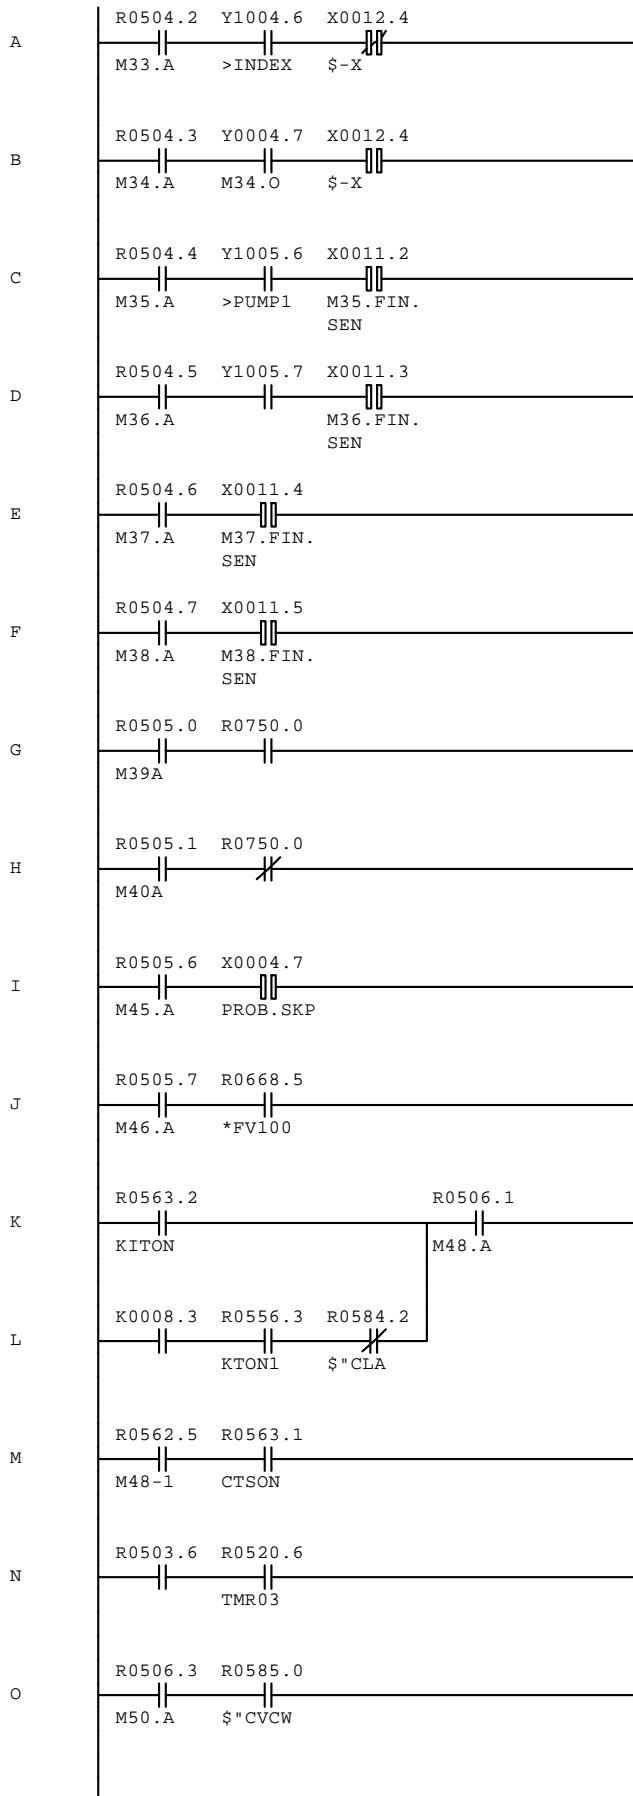 R0504.2 Y1004.6 X0012.4
A
M33.A >INDEX $-X
R0504.3 Y0004.7 X0012.4
B
M34.A M34.O $-X
R0504.4 Y1005.6 X0011.2
C
M35.A >PUMP1 M35.FIN.
SEN
R0504.5 Y1005.7 X0011.3
D
M36.A M36.FIN.
SEN
R0504.6 X0011.4
E
M37.A M37.FIN.
SEN
R0504.7 X0011.5
F
M38.A M38.FIN.
SEN
R0505.0 R0750.0
G
M39A
R0505.1 R0750.0
H
M40A
R0505.6 X0004.7
I
M45.A PROB.SKP
R0505.7 R0668.5
J
M46.A *FV100
R0563.2 R0506.1
K
KITON M48.A
K0008.3 R0556.3 R0584.2
L
KTON1 $"CLA
R0562.5 R0563.1
M
M48-1 CTSON
R0503.6 R0520.6
N
TMR03
R0506.3 R0585.0
O
M50.A $"CVCW